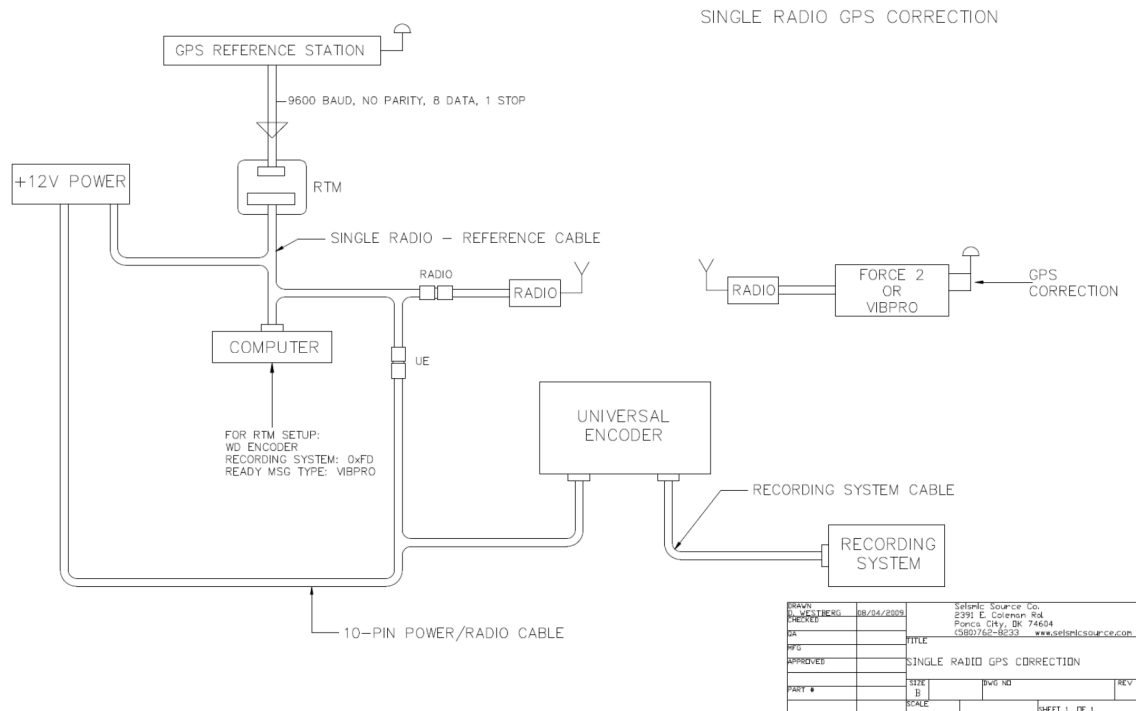 SINGLE RADIO GPS CORRECTION
GPS REFERENCE STATION
9600 BAUD, NO PARITY, 8 DATA, 1 STOP
+12V POWER
RTM
SINGLE RADIO - REFERENCE CABLE
RADIO
RADIO
RADIO
FORCE 2
OR
VIBPRO
GPS
CORRECTION
COMPUTER
UE
FOR RTM SETUP:
WD ENCODER
RECORDING SYSTEM: 0xFD
READY MSG TYPE: VIBPRO
UNIVERSAL
ENCODER
RECORDING SYSTEM CABLE
RECORDING
SYSTEM
10-PIN POWER/RADIO CABLE
DRAWN
D. WESTBERG 08/04/2009
CHECKED
QA
MFG
APPROVED
PART #
Seismic Source Co.
2391 E. Coleman Rd.
Ponca City, OK 74604
(580)762-8233 www.seismicsource.com
TITLE
SINGLE RADIO GPS CORRECTION
SIZE
B
DWG NO
REV
SCALE
SHEET 1 OF 1